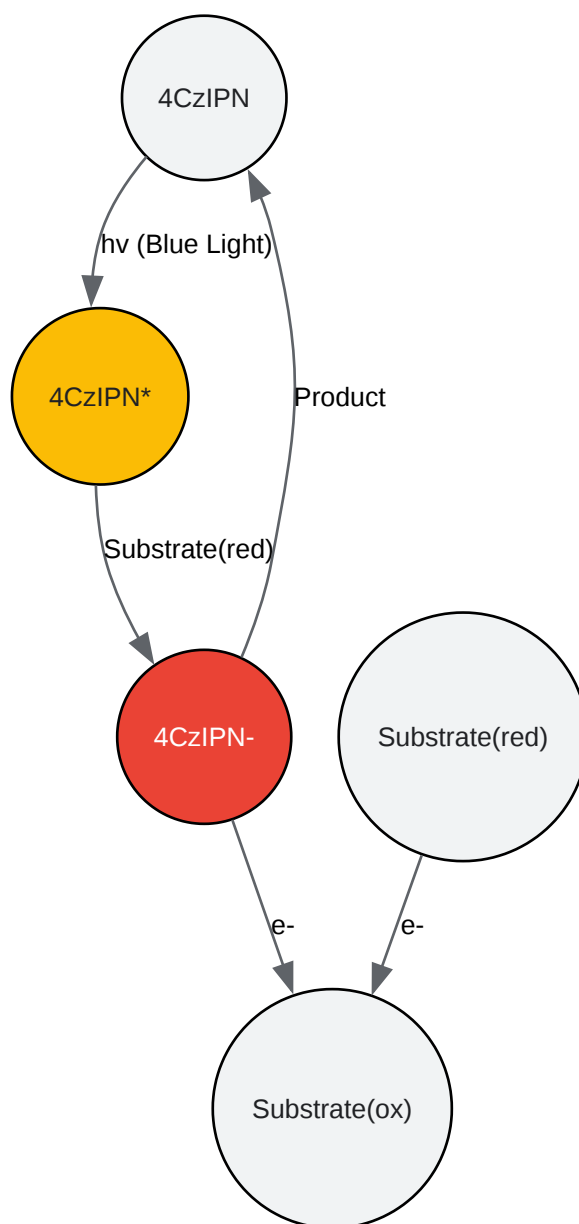 4CzIPN
hv (Blue Light)
4CzIPN*
Product
Substrate(red)
4CzIPN-
Substrate(red)
e-
e-
Substrate(ox)